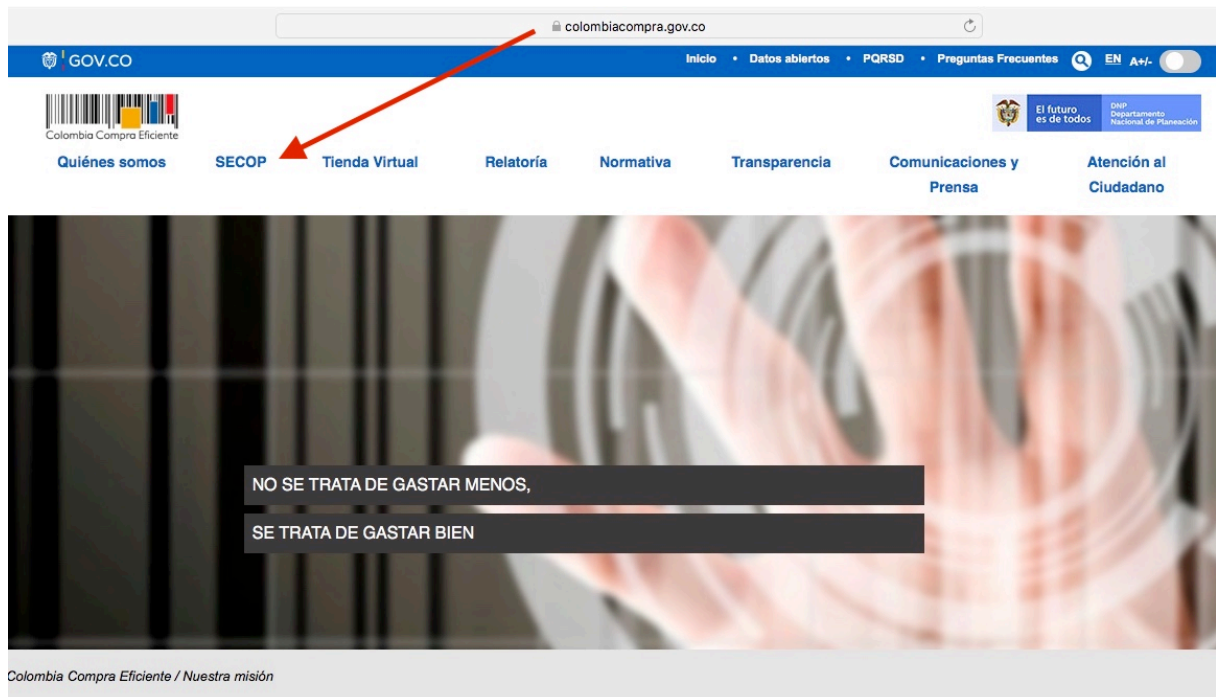 colombiacompra.gov.co
GOV.CO
Inicio • Datos abiertos • PQRSD • Preguntas Frecuentes EN A+/-
Colombia Compra Eficiente
El futuro
es de todos
DNP
Departamento
Nacional de Planeación
Quiénes somos SECOP Tienda Virtual Relatoría Normativa Transparencia Comunicaciones y Prensa Atención al Ciudadano
NO SE TRATA DE GASTAR MENOS,
SE TRATA DE GASTAR BIEN
Colombia Compra Eficiente / Nuestra misión